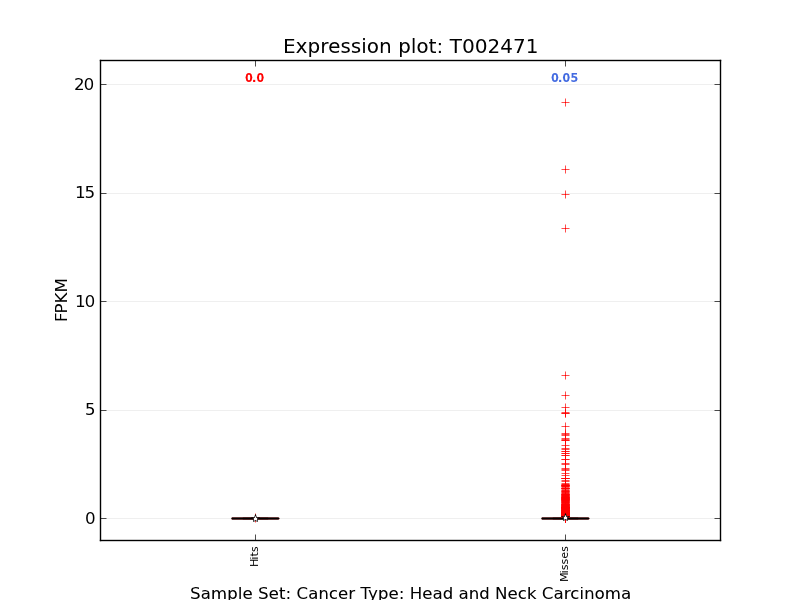 Expression plot: T002471
0.0
0.05
20
15
10
5
0
FPKM
Hits
Misses
Sample Set: Cancer Type: Head and Neck Carcinoma